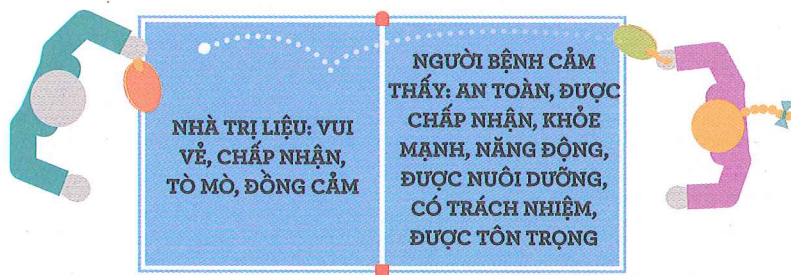 NHÀ TRỊ LIỆU: VUI
VẺ, CHẤP NHẬN,
TÒ MÒ, ĐỒNG CẢM
NGƯỜI BỆNH CẢM
THẤY: AN TOÀN, ĐƯỢC
CHẤP NHẬN, KHỎE
MẠNH, NĂNG ĐỘNG,
ĐƯỢC NUÔI DƯỠNG,
CÓ TRÁCH NHIỆM,
ĐƯỢC TÔN TRỌNG